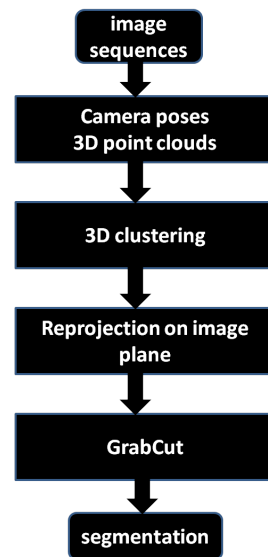 image
sequences
Camera poses
3D point clouds
3D clustering
Reprojection on image
plane
GrabCut
segmentation